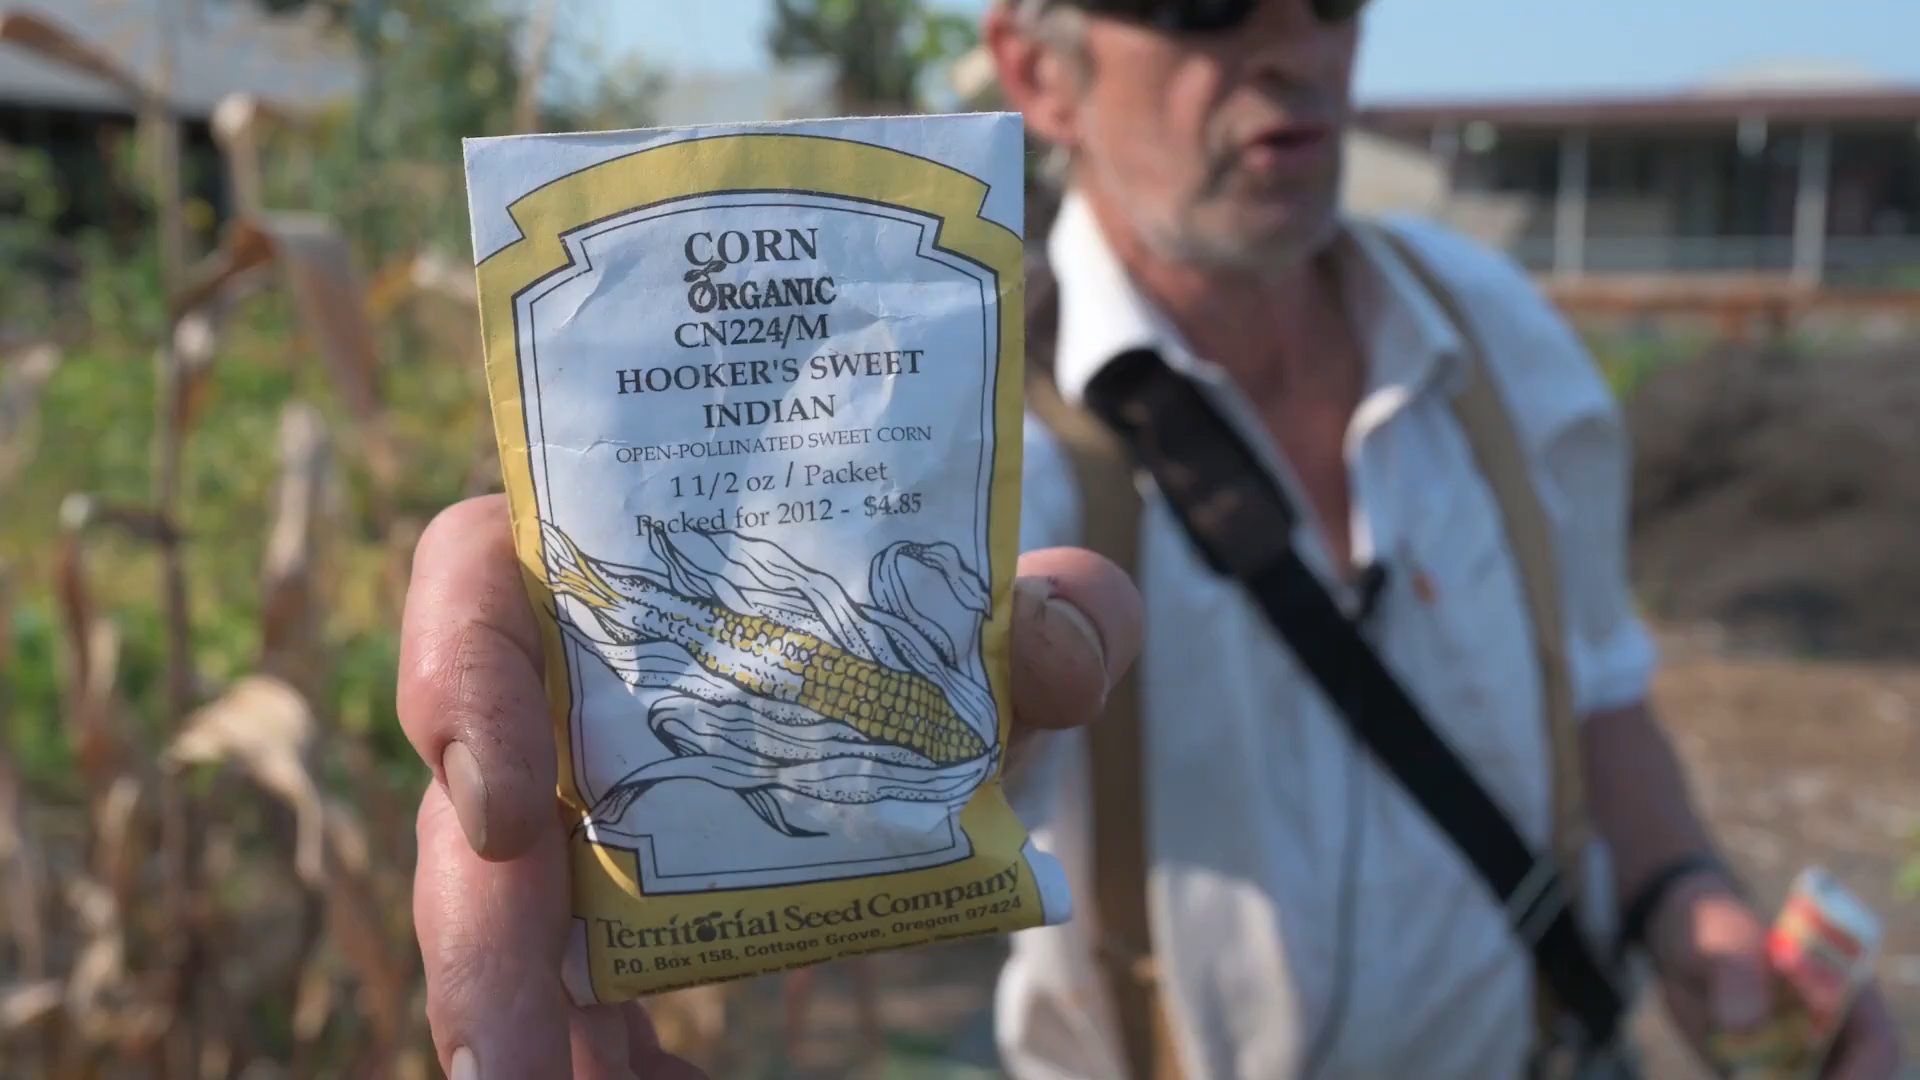 CORN
ORGANIC
CN224/M
HOOKER'S SWEET
INDIAN
OPEN-POLLINATED SWEET CORN
1 1/2 oz / Packet
Packed for 2012 - $4.85
Territorial Seed Company
P.O. Box 158, Cottage Grove, Oregon 97424